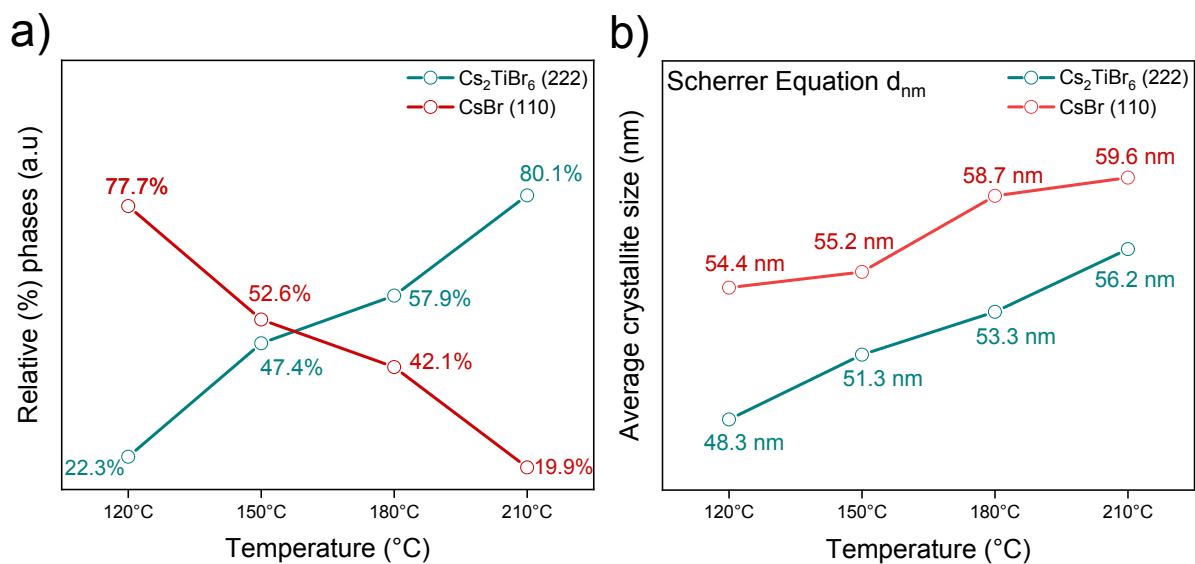 a)
Relative (%) phases (a.u)
Cs₂TiBr₆ (222)
CsBr (110)
77.7%
52.6%
42.1%
19.9%
22.3%
47.4%
57.9%
80.1%
120°C
150°C
180°C
210°C
Temperature (°C)
b)
Average crystallite size (nm)
Scherrer Equation dₙₘ
Cs₂TiBr₆ (222)
CsBr (110)
54.4 nm
55.2 nm
58.7 nm
59.6 nm
48.3 nm
51.3 nm
53.3 nm
56.2 nm
120°C
150°C
180°C
210°C
Temperature (°C)